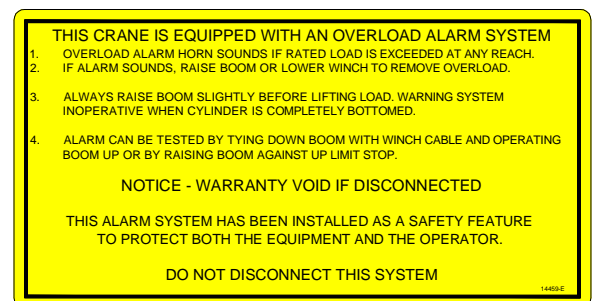 THIS CRANE IS EQUIPPED WITH AN OVERLOAD ALARM SYSTEM
1. OVERLOAD ALARM HORN SOUNDS IF RATED LOAD IS EXCEEDED AT ANY REACH.
2. IF ALARM SOUNDS, RAISE BOOM OR LOWER WINCH TO REMOVE OVERLOAD.
3. ALWAYS RAISE BOOM SLIGHTLY BEFORE LIFTING LOAD. WARNING SYSTEM
INOPERATIVE WHEN CYLINDER IS COMPLETELY BOTTOMED.
4. ALARM CAN BE TESTED BY TYING DOWN BOOM WITH WINCH CABLE AND OPERATING
BOOM UP OR BY RAISING BOOM AGAINST UP LIMIT STOP.
NOTICE - WARRANTY VOID IF DISCONNECTED
THIS ALARM SYSTEM HAS BEEN INSTALLED AS A SAFETY FEATURE
TO PROTECT BOTH THE EQUIPMENT AND THE OPERATOR.
DO NOT DISCONNECT THIS SYSTEM
14459-E